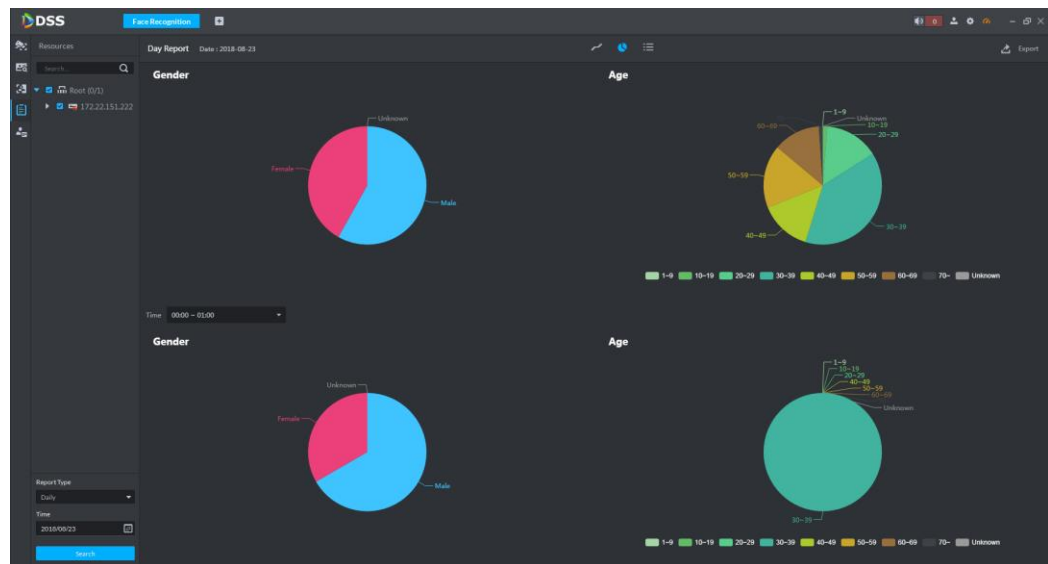 DSS
Face Recognition
0
Resources
Day Report Date : 2018-08-23
Export
Search...
Root (0/1)
172.22.151.222
Gender
Unknown
Female
Male
Age
1~9
Unknown
10~19
20~29
60~69
50~59
40~49
30~39
1~9 10~19 20~29 30~39 40~49 50~59 60~69 70~ Unknown
Time 00:00 ~ 01:00
Gender
Unknown
Female
Male
Age
1~9
10~19
20~29
40~49
50~59
60~69
Unknown
30~39
1~9 10~19 20~29 30~39 40~49 50~59 60~69 70~ Unknown
Report Type
Daily
Time
2018/08/23
Search